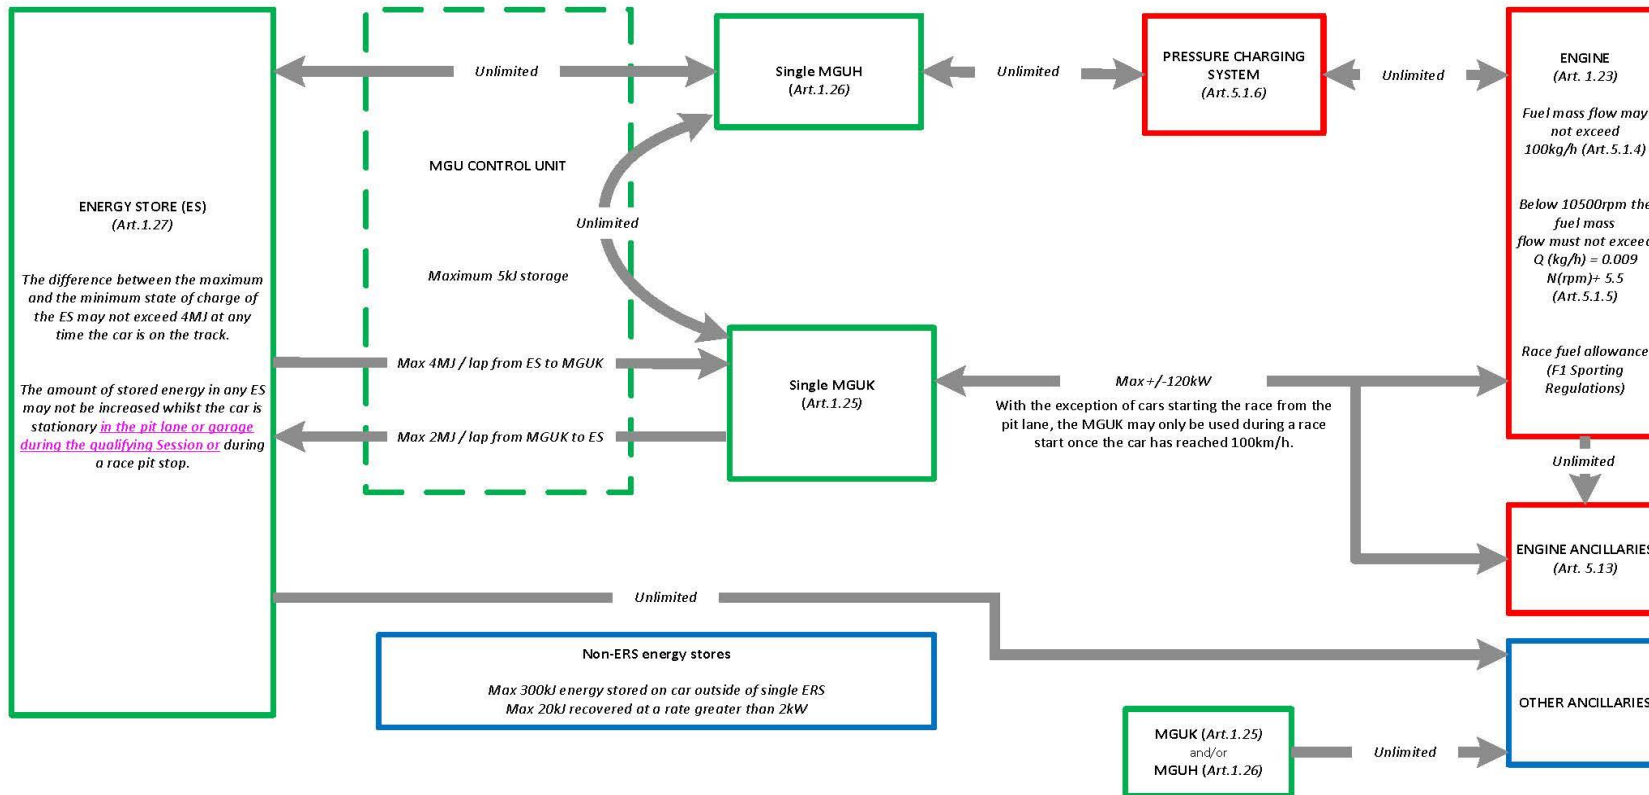 ENERGY STORE (ES)
(Art.1.27)
The difference between the maximum
and the minimum state of charge of
the ES may not exceed 4MJ at any
time the car is on the track.
The amount of stored energy in any ES
may not be increased whilst the car is
stationary in the pit lane or garage
during the qualifying Session or during
a race pit stop.
Unlimited
MGU CONTROL UNIT
Unlimited
Maximum 5kJ storage
Max 4MJ / lap from ES to MGUK
Max 2MJ / lap from MGUK to ES
Single MGUH
(Art.1.26)
Unlimited
PRESSURE CHARGING
SYSTEM
(Art.5.1.6)
Unlimited
ENGINE
(Art. 1.23)
Fuel mass flow may
not exceed
100kg/h (Art.5.1.4)
Below 10500rpm the
fuel mass
flow must not exceed
Q (kg/h) = 0.009
N(rpm)+ 5.5
(Art.5.1.5)
Race fuel allowance
(F1 Sporting
Regulations)
Single MGUK
(Art.1.25)
Max +/-120kW
With the exception of cars starting the race from the
pit lane, the MGUK may only be used during a race
start once the car has reached 100km/h.
Unlimited
ENGINE ANCILLARIES
(Art. 5.13)
Unlimited
Non-ERS energy stores
Max 300kJ energy stored on car outside of single ERS
Max 20kJ recovered at a rate greater than 2kW
OTHER ANCILLARIES
MGUK (Art.1.25)
and/or
MGUH (Art.1.26)
Unlimited